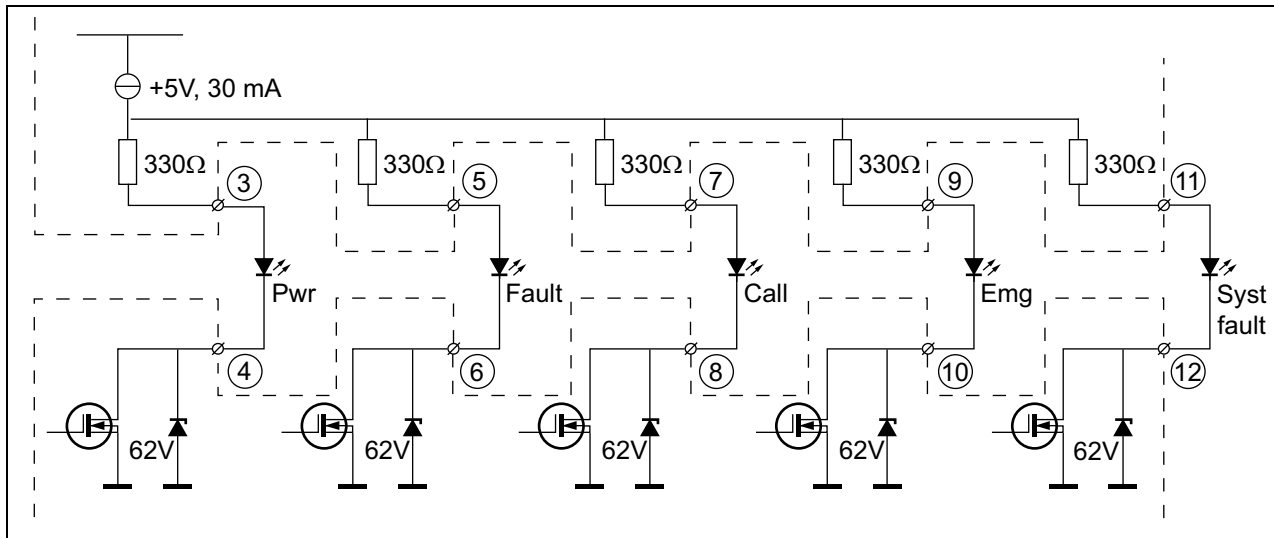 +5V, 30 mA
330Ω 330Ω 330Ω 330Ω 330Ω
3 5 7 9 11
Pwr Fault Call Emg Syst
fault
4 6 8 10 12
62V 62V 62V 62V 62V